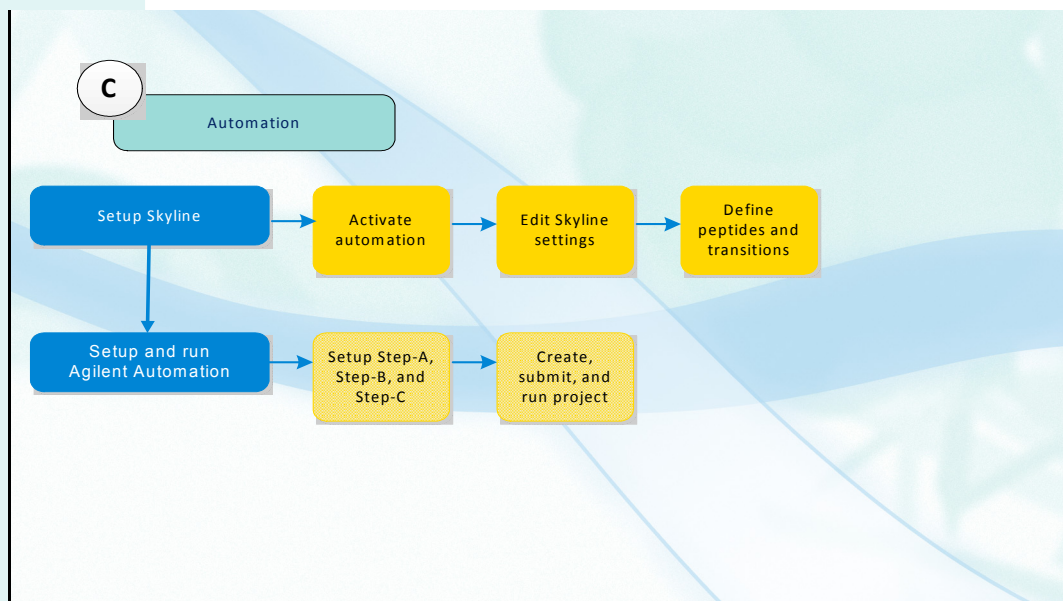 C
Automation
Setup Skyline
Activate
automation
Edit Skyline
settings
Define
peptides and
transitions
Setup and run
Agilent Automation
Setup Step-A,
Step-B, and
Step-C
Create,
submit, and
run project